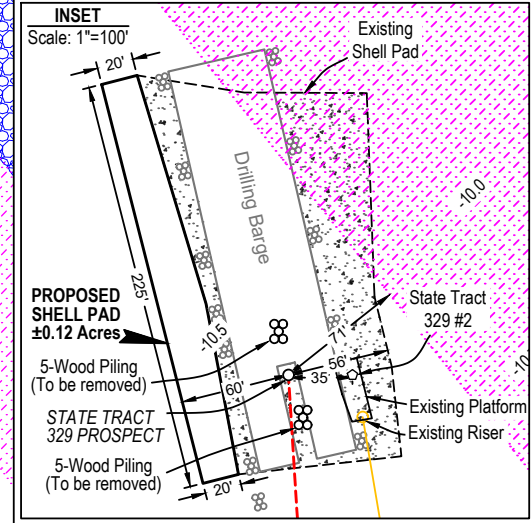 INSET
Scale: 1"=100'
20'
Existing
Shell Pad
Drilling Barge
-10.0
225'
PROPOSED
SHELL PAD
±0.12 Acres
-10.5
71'
State Tract
329 #2
5-Wood Piling
(To be removed)
60'
35'
56'
STATE TRACT
329 PROSPECT
Existing Platform
Existing Riser
5-Wood Piling
(To be removed)
20'